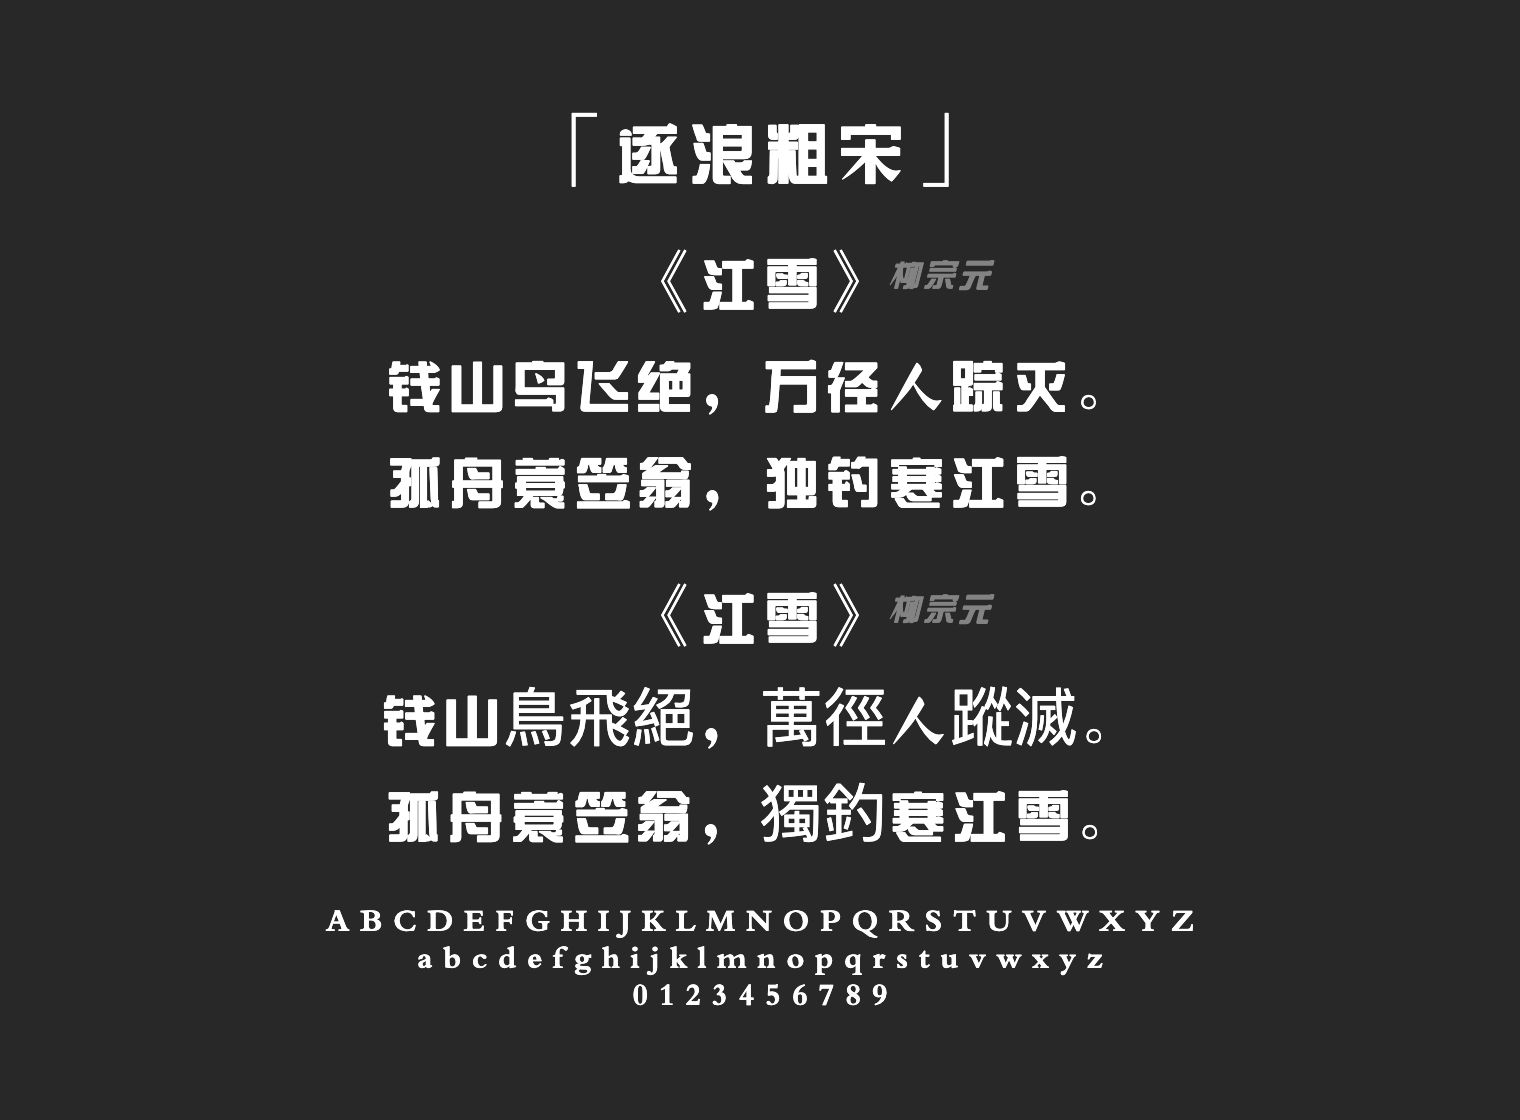 「逐浪粗宋」
《江雪》柳宗元
钱山鸟飞绝，万径人踪灭。
孤舟蓑笠翁，独钓寒江雪。
《江雪》柳宗元
钱山鳥飛絕，萬徑人蹤滅。
孤舟蓑笠翁，獨釣寒江雪。
A B C D E F G H I J K L M N O P Q R S T U V W X Y Z
a b c d e f g h i j k l m n o p q r s t u v w x y z
0 1 2 3 4 5 6 7 8 9